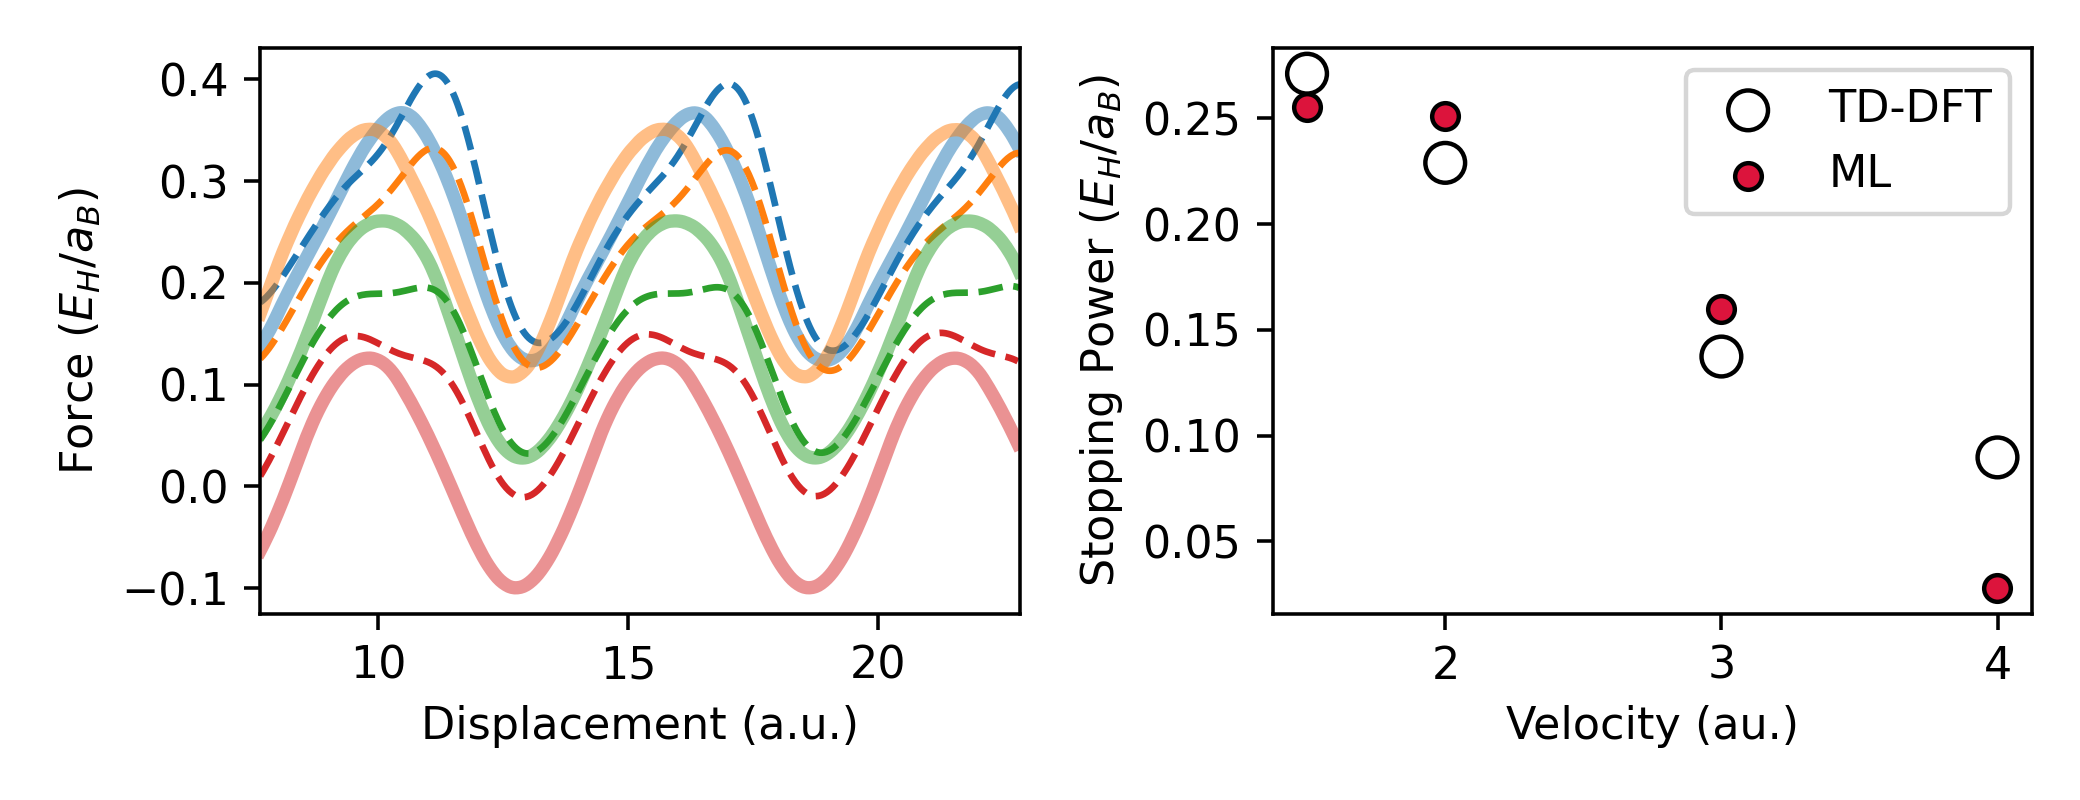 0.4
0.3
0.2
0.1
0.0
−0.1
Force (E_H/a_B)
10 15 20
Displacement (a.u.)
TD-DFT
ML
0.25
0.20
0.15
0.10
0.05
Stopping Power (E_H/a_B)
2 3 4
Velocity (au.)